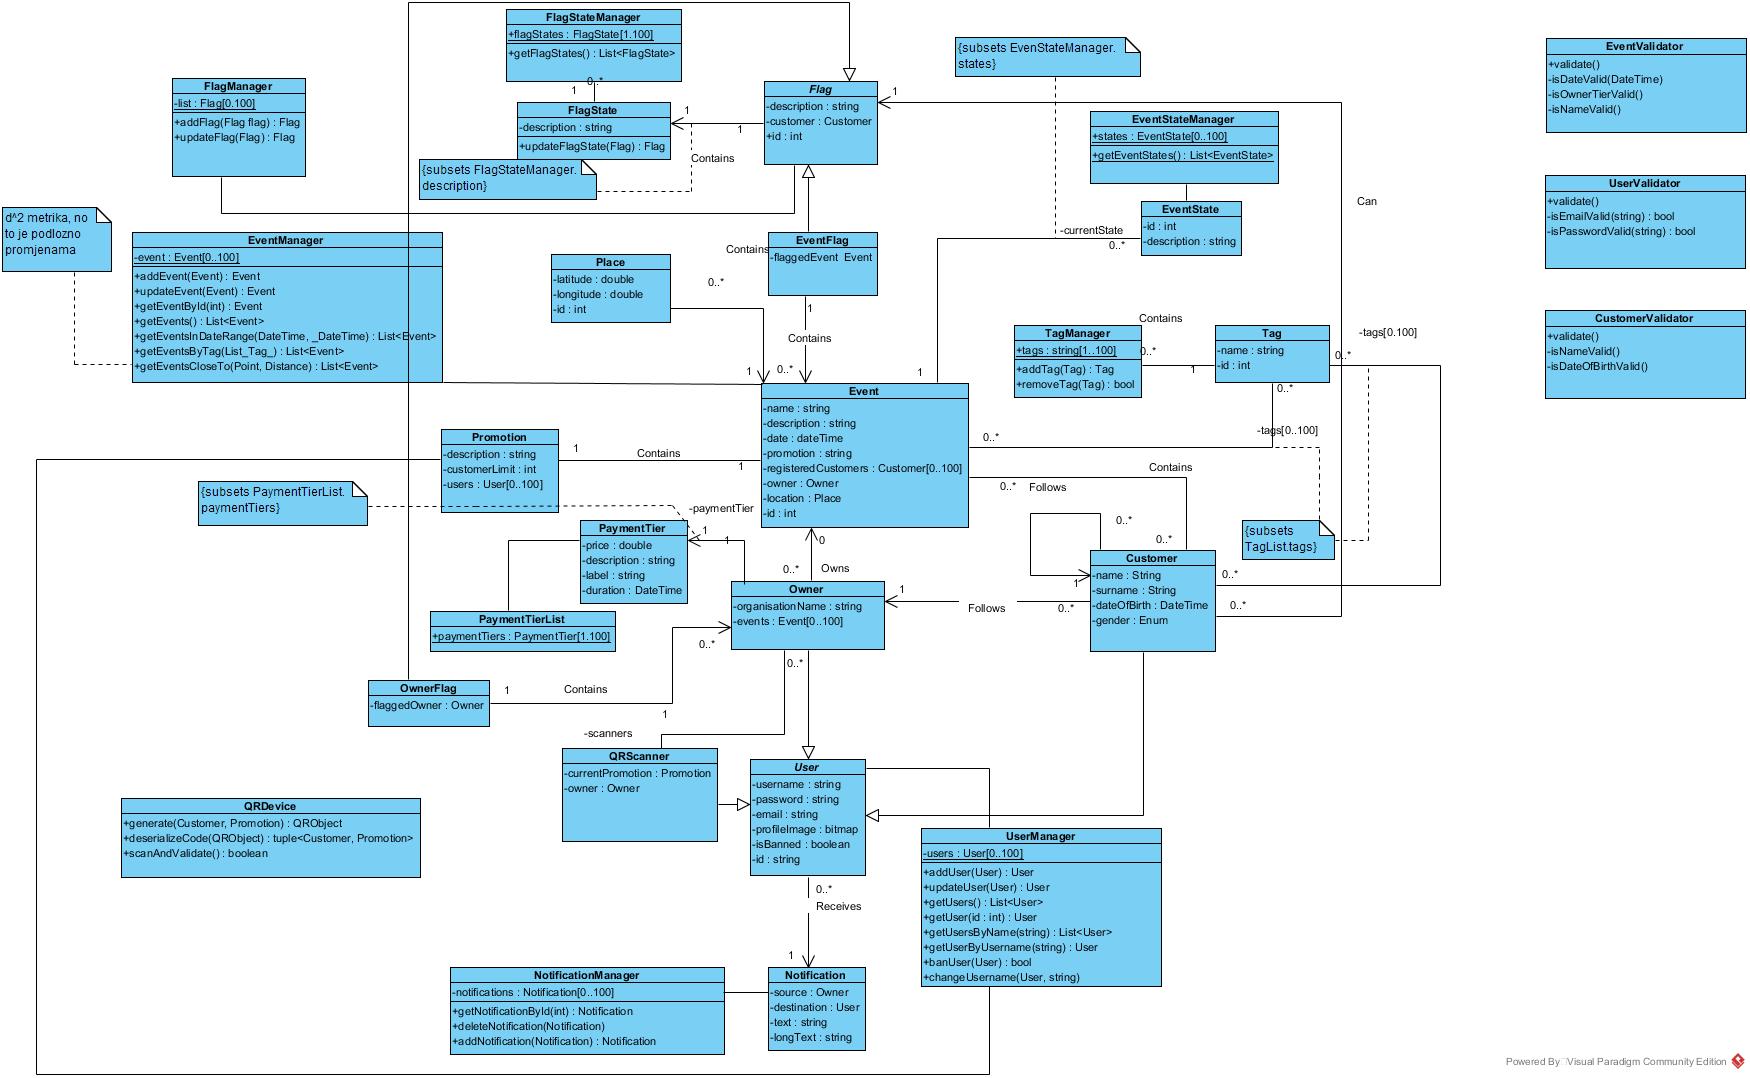 FlagStateManager
+flagStates : FlagState[1.100]
+getFlagStates() : List<FlagState>
0..*
1
FlagManager
-list : Flag[0.100]
+addFlag(Flag flag) : Flag
+updateFlag(Flag) : Flag
FlagState
-description : string
+updateFlagState(Flag) : Flag
1
1
Contains
{subsets FlagStateManager.
description}
Flag
-description : string
-customer : Customer
+id : int
1
{subsets EvenStateManager.
states}
EventStateManager
+states : EventState[0..100]
+getEventStates() : List<EventState>
EventState
-id : int
-description : string
-currentState
0..*
Can
EventValidator
+validate()
-isDateValid(DateTime)
-isOwnerTierValid()
-isNameValid()
UserValidator
+validate()
-isEmailValid(string) : bool
-isPasswordValid(string) : bool
CustomerValidator
+validate()
-isNameValid()
-isDateOfBirthValid()
d^2 metrika, no
to je podlozno
promjenama
EventManager
-event : Event[0..100]
+addEvent(Event) : Event
+updateEvent(Event) : Event
+getEventById(int) : Event
+getEvents() : List<Event>
+getEventsInDateRange(DateTime, _DateTime) : List<Event>
+getEventsByTag(List_Tag_) : List<Event>
+getEventsCloseTo(Point, Distance) : List<Event>
Place
-latitude : double
-longitude : double
-id : int
Contains
0..*
EventFlag
-flaggedEvent  Event
1
Contains
1
0..*
1
TagManager
+tags : string[1..100]
+addTag(Tag) : Tag
+removeTag(Tag) : bool
Contains
0..*
1
Tag
-name : string
-id : int
-tags[0.100]
0..*
0..*
-tags[0..100]
Event
-name : string
-description : string
-date : dateTime
-promotion : string
-registeredCustomers : Customer[0..100]
-owner : Owner
-location : Place
-id : int
0..*
Contains
0..*
Follows
Promotion
-description : string
-customerLimit : int
-users : User[0..100]
1
Contains
1
{subsets PaymentTierList.
paymentTiers}
-paymentTier
1
1
PaymentTier
-price : double
-description : string
-label : string
-duration : DateTime
PaymentTierList
+paymentTiers : PaymentTier[1.100]
0
0..*
Owns
Owner
-organisationName : string
-events : Event[0..100]
1
Follows
0..*
0..*
0..*
1
Customer
-name : String
-surname : String
-dateOfBirth : DateTime
-gender : Enum
0..*
0..*
{subsets
TagList.tags}
OwnerFlag
-flaggedOwner : Owner
1
Contains
1
0..*
0..*
-scanners
QRScanner
-currentPromotion : Promotion
-owner : Owner
User
-username : string
-password : string
-email : string
-profileImage : bitmap
-isBanned : boolean
-id : string
QRDevice
+generate(Customer, Promotion) : QRObject
+deserializeCode(QRObject) : tuple<Customer, Promotion>
+scanAndValidate() : boolean
UserManager
-users : User[0..100]
+addUser(User) : User
+updateUser(User) : User
+getUsers() : List<User>
+getUser(id : int) : User
+getUsersByName(string) : List<User>
+getUserByUsername(string) : User
+banUser(User) : bool
+changeUsername(User, string)
0..*
Receives
1
NotificationManager
-notifications : Notification[0..100]
+getNotificationById(int) : Notification
+deleteNotification(Notification)
+addNotification(Notification) : Notification
Notification
-source : Owner
-destination : User
-text : string
-longText : string
Powered By Visual Paradigm Community Edition